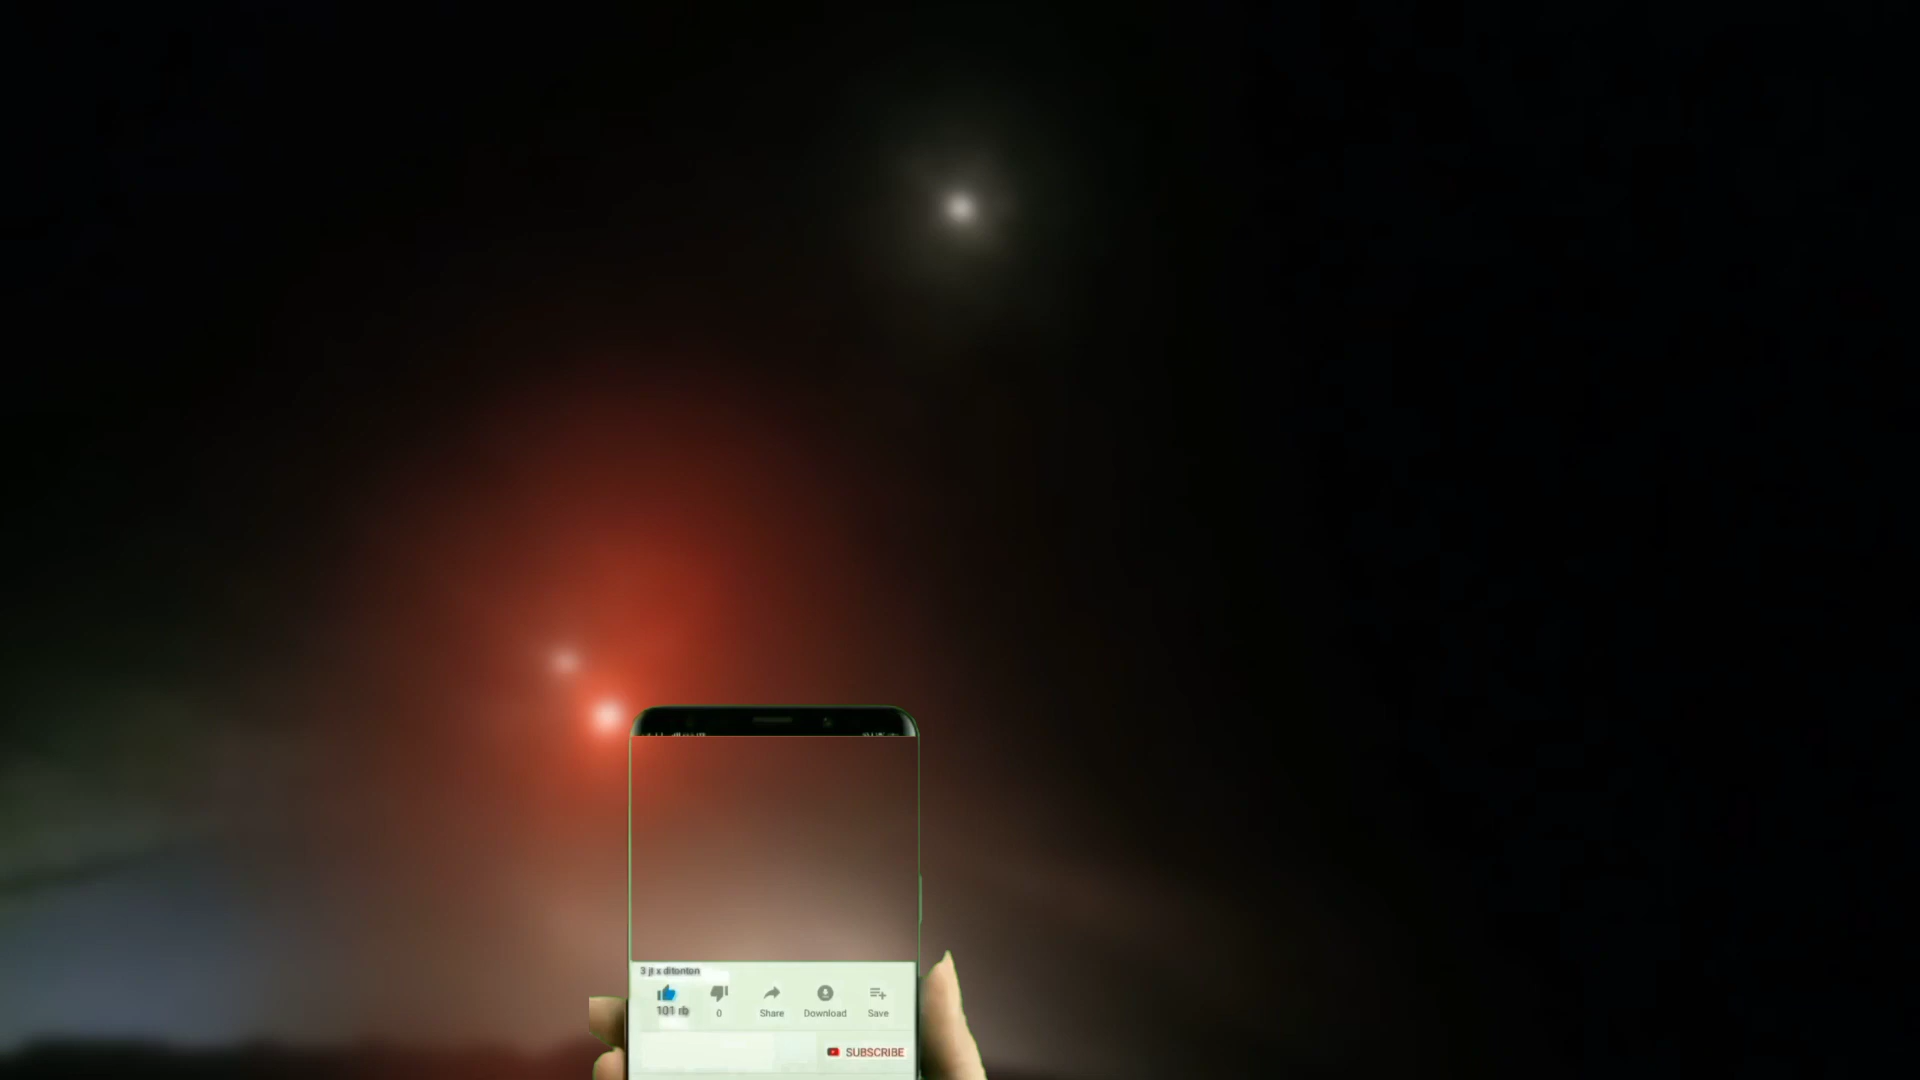 3 jt x ditonton
101 rb
0
Share
Download
Save
SUBSCRIBE